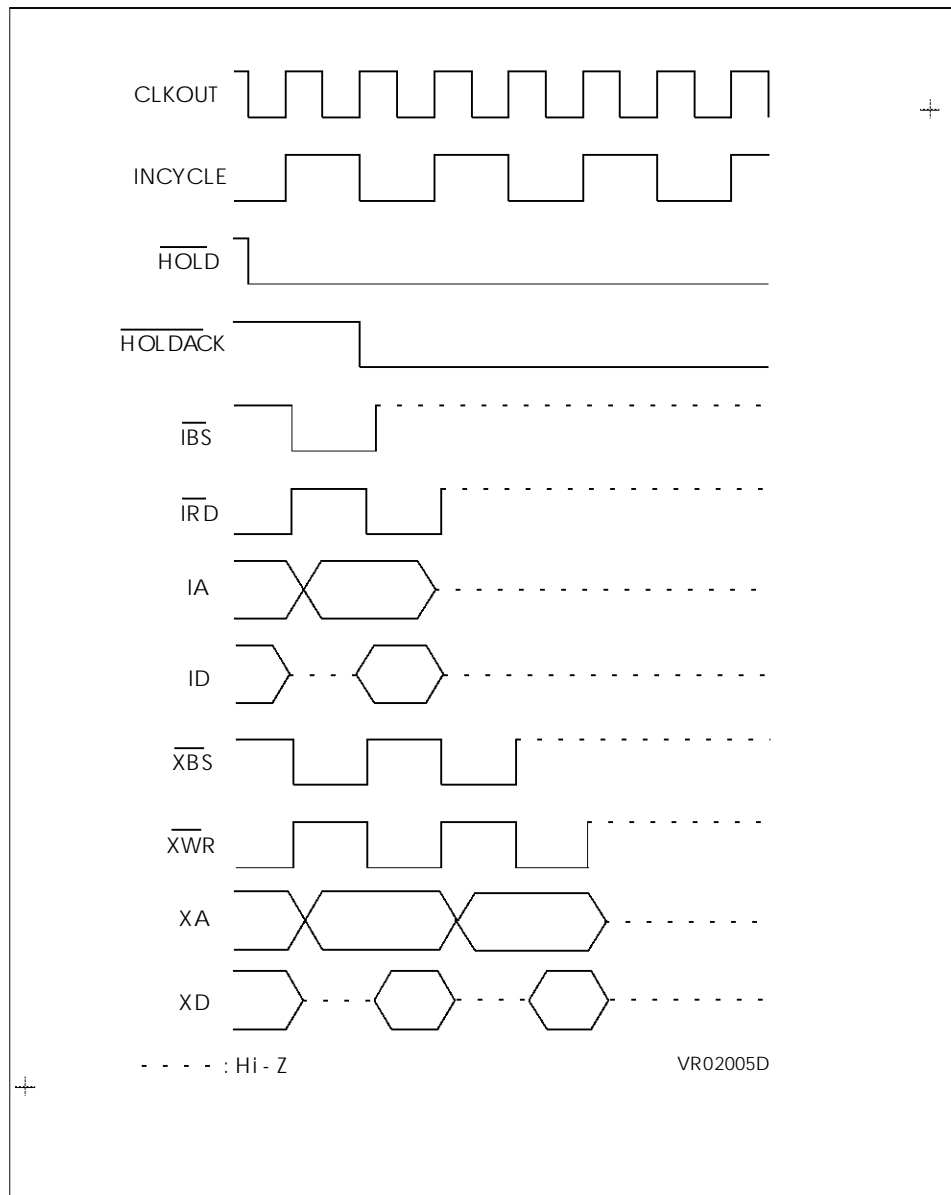 CLKOUT
INCYCLE
HOLD
HOLDACK
IBS
IRD
IA
ID
XBS
XWR
XA
XD
- - - - : Hi - Z
VR02005D